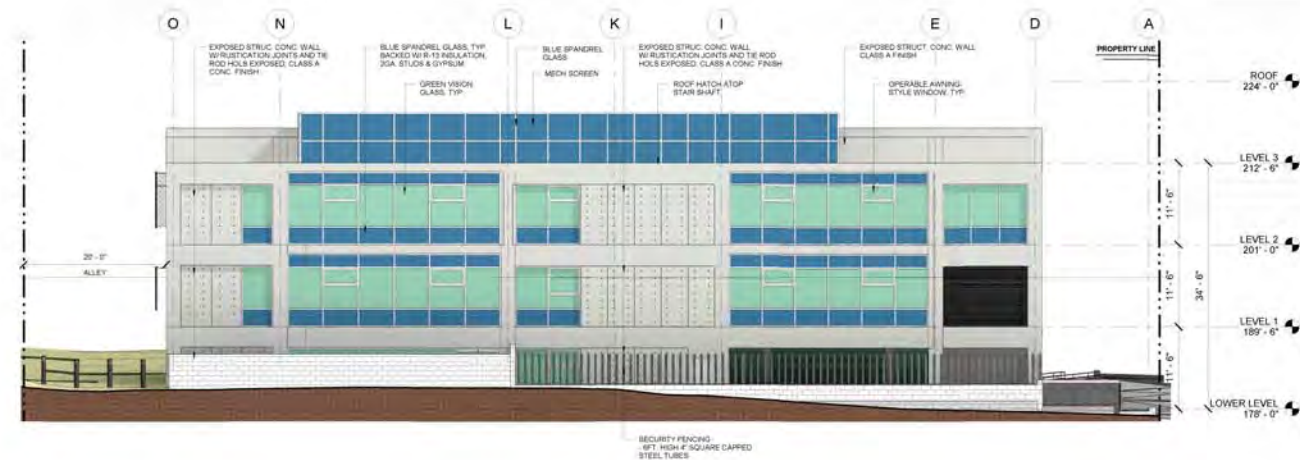 O N L K I E D A
EXPOSED STRUC. CONC. WALL
W/ RUSTICATION JOINTS AND TIE
ROD HOLS EXPOSED, CLASS A
CONC. FINISH
BLUE SPANDREL GLASS, TYP.
BACKED W/ R-13 INSULATION,
20GA. STUDS & GYPSUM
GREEN VISION
GLASS, TYP.
BLUE SPANDREL
GLASS
MECH SCREEN
EXPOSED STRUC. CONC. WALL
W/ RUSTICATION JOINTS AND TIE ROD
HOLS EXPOSED, CLASS A CONC. FINISH
ROOF HATCH ATOP
STAIR SHAFT
EXPOSED STRUCT. CONC. WALL
CLASS A FINISH
OPERABLE AWNING-
STYLE WINDOW, TYP.
PROPERTY LINE
ROOF
224' - 0"
LEVEL 3
212' - 6"
11' - 6"
LEVEL 2
201' - 0"
20' - 0"
ALLEY
11' - 6"
34' - 6"
LEVEL 1
189' - 6"
11' - 6"
LOWER LEVEL
178' - 0"
SECURITY FENCING
- 6FT. HIGH 4" SQUARE CAPPED
STEEL TUBES